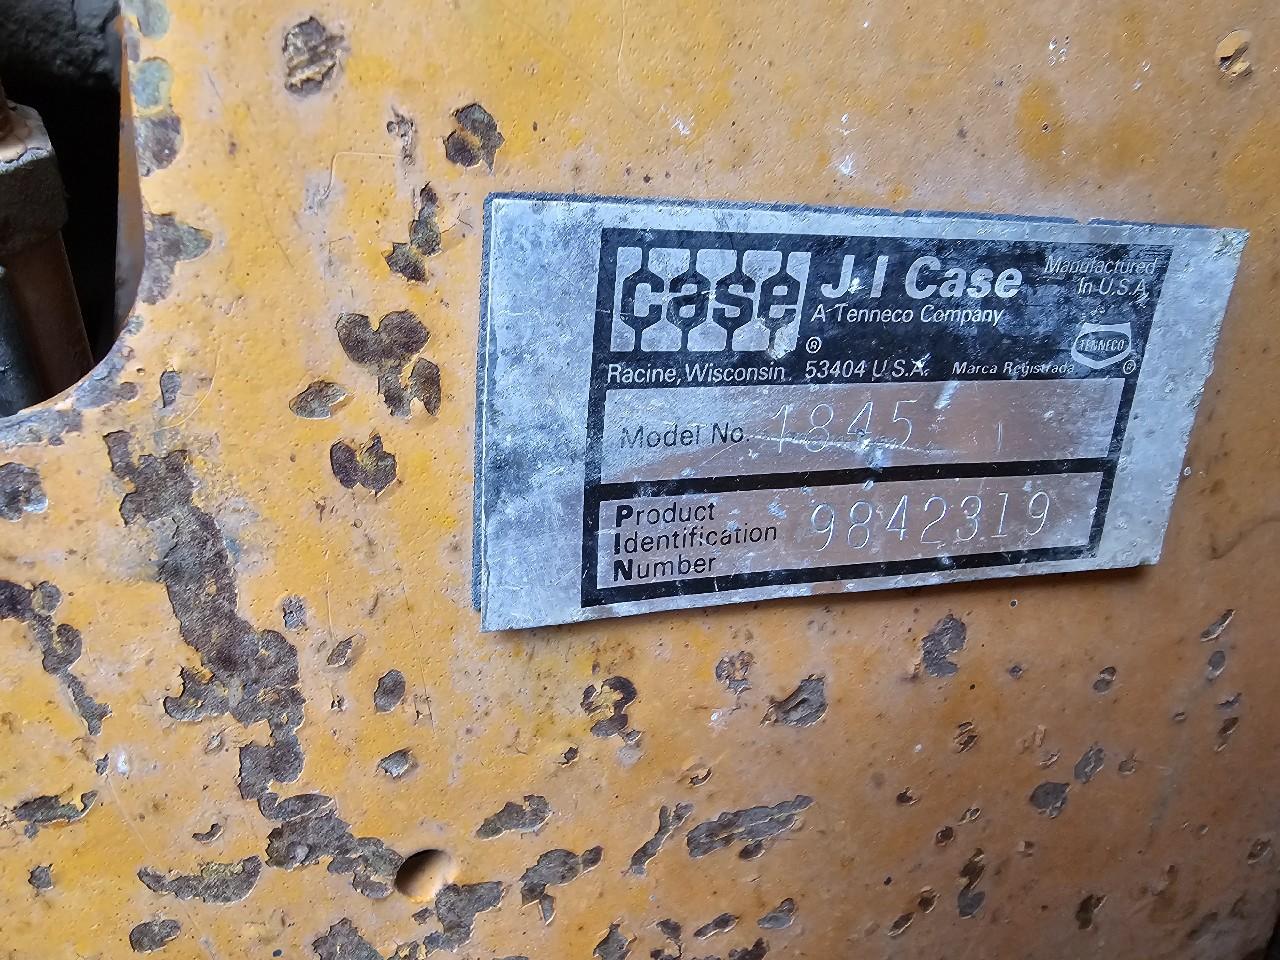 case
J I Case
A Tenneco Company
Manufactured
In U.S.A.
TENNECO
®
®
Racine, Wisconsin 53404 U.S.A. Marca Registrada
Model No. 1845
Product
Identification
Number
9842319